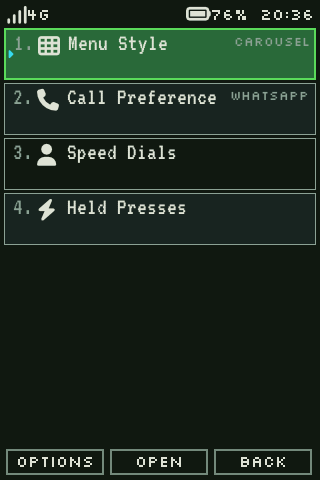 4G 76% 20:36
1. Menu Style CAROUSEL
2. Call Preference WHATSAPP
3. Speed Dials
4. Held Presses
OPTIONS OPEN BACK